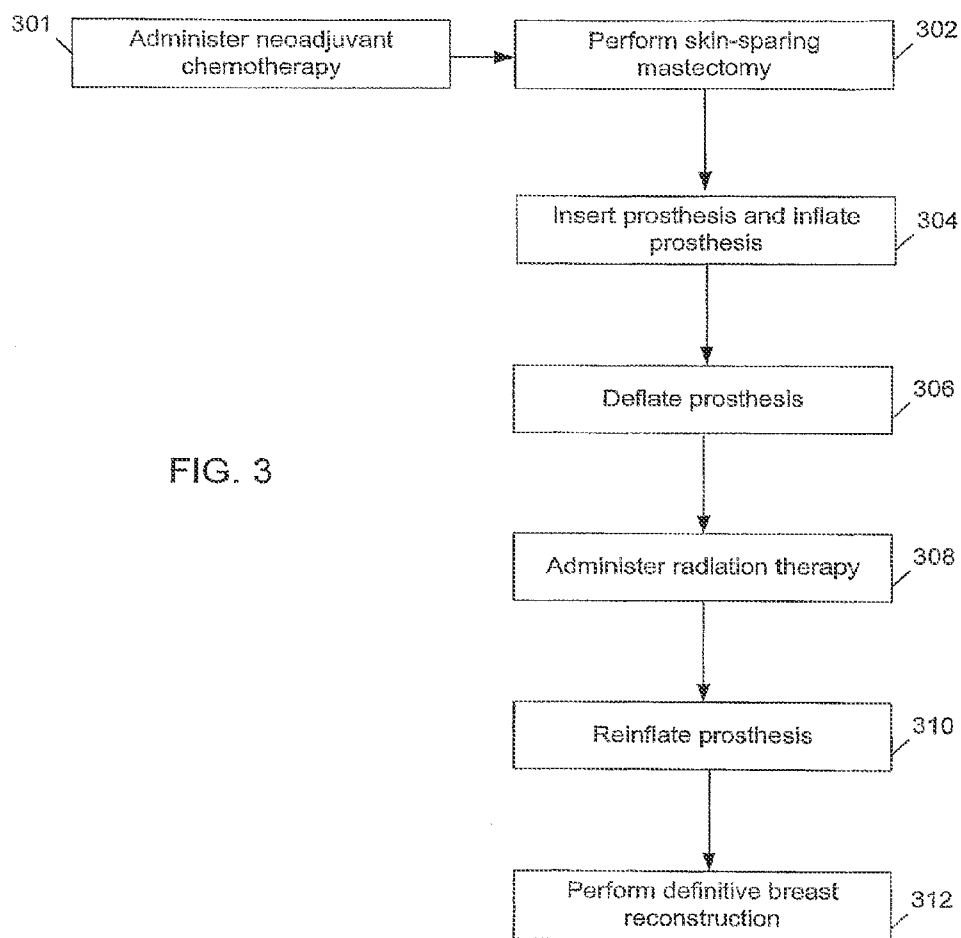 301
Administer neoadjuvant
chemotherapy
Perform skin-sparing
mastectomy
302
Insert prosthesis and inflate
prosthesis
304
Deflate prosthesis
306
FIG. 3
Administer radiation therapy
308
Reinflate prosthesis
310
Perform definitive breast
reconstruction
312